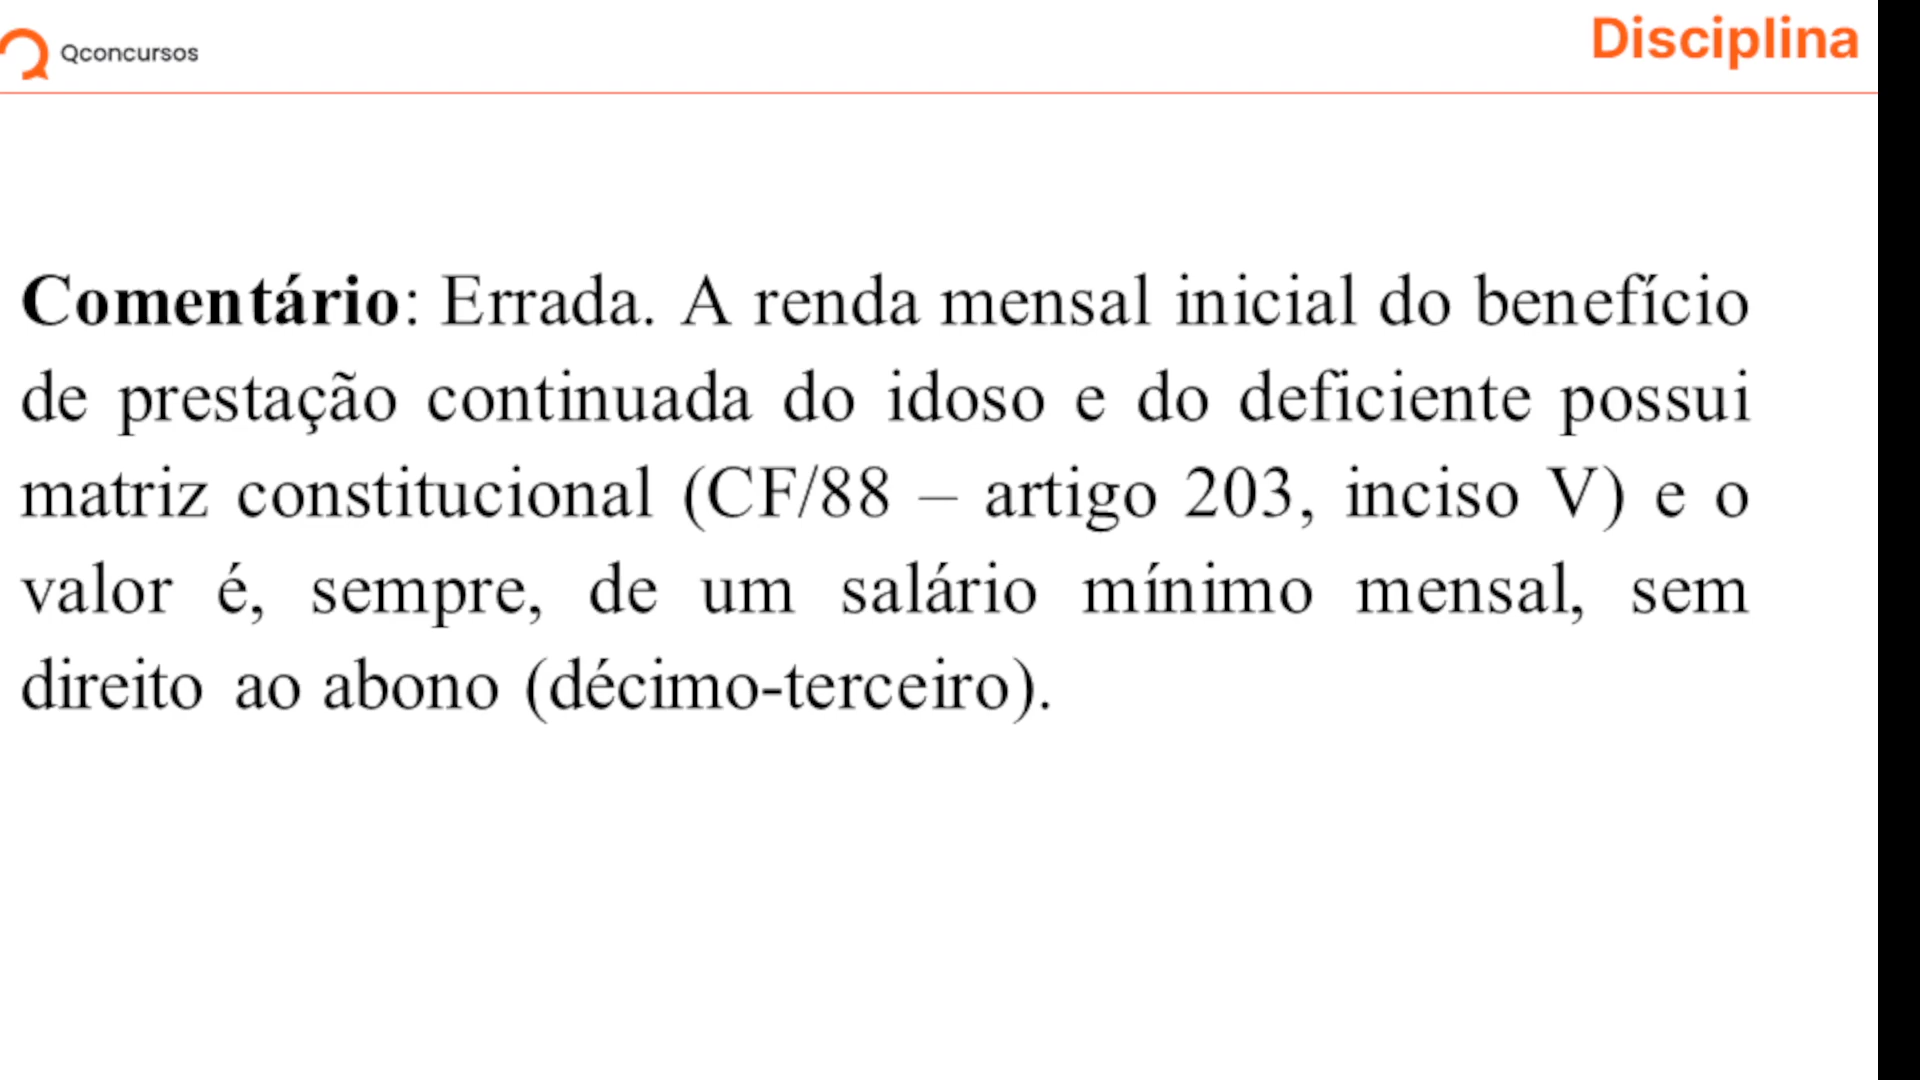 Qconcursos
Disciplina
Comentário: Errada. A renda mensal inicial do benefício
de prestação continuada do idoso e do deficiente possui
matriz constitucional (CF/88 – artigo 203, inciso V) e o
valor é, sempre, de um salário mínimo mensal, sem
direito ao abono (décimo-terceiro).